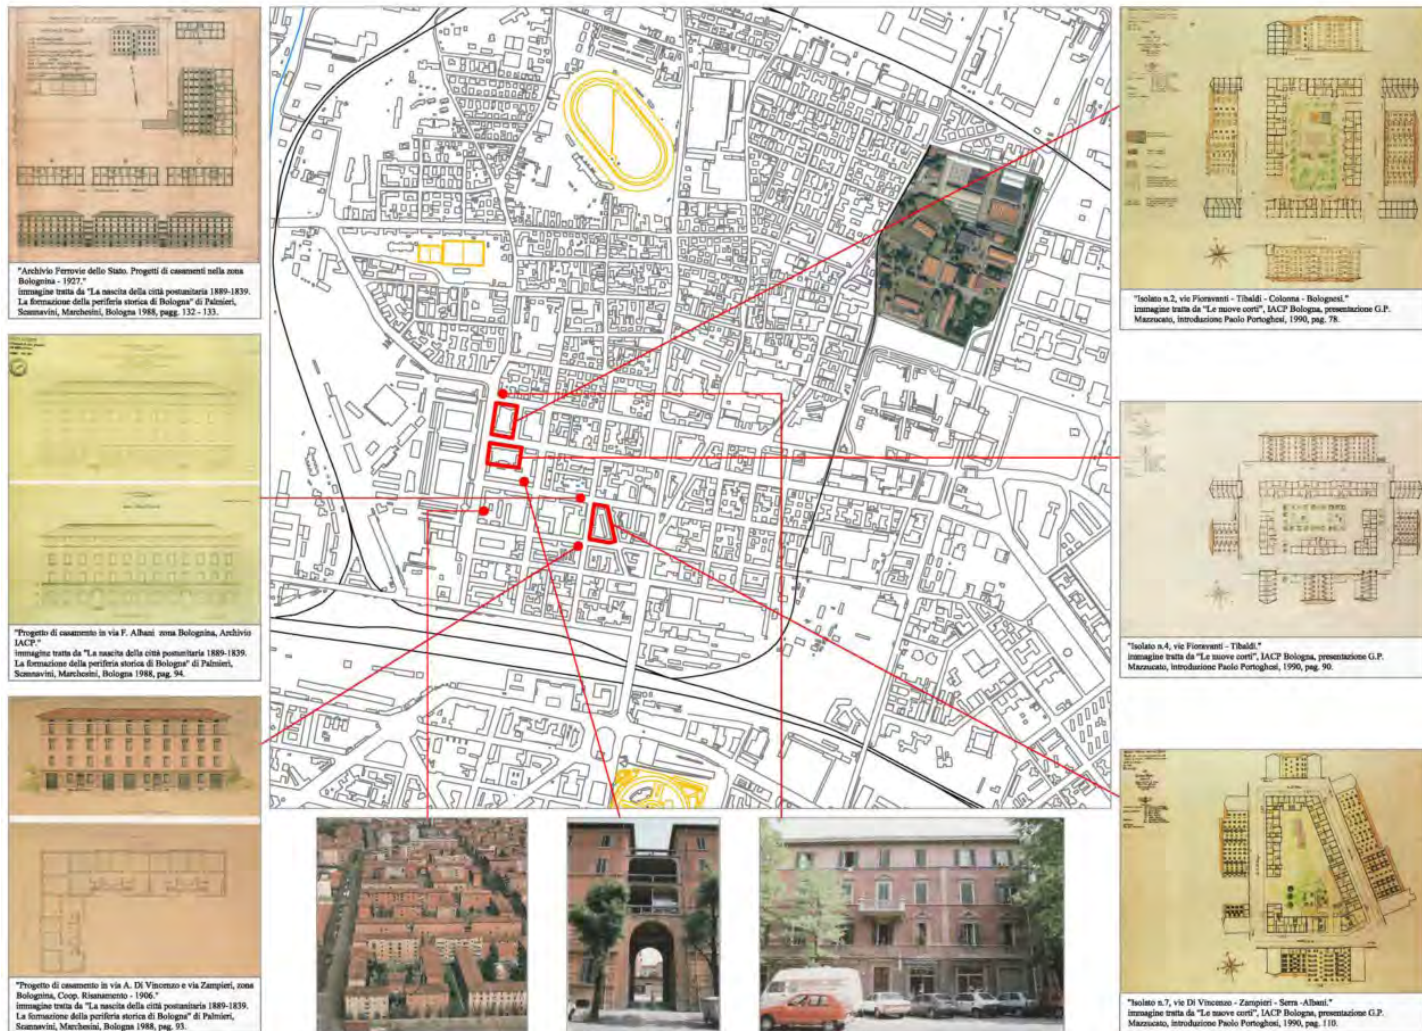 "Archivio Ferrovie dello Stato. Progetti di casamenti nella zona
Bolognina - 1927."
immagine tratta da "La nascita della città postunitaria 1889-1839.
La formazione della periferia storica di Bologna" di Palmieri,
Scannavini, Marchesini, Bologna 1988, pagg. 132 - 133.
"Progetto di casamento in via F. Albani zona Bolognina, Archivio
IACP."
immagine tratta da "La nascita della città postunitaria 1889-1839.
La formazione della periferia storica di Bologna" di Palmieri,
Scannavini, Marchesini, Bologna 1988, pag. 94.
"Progetto di casamento in via A. Di Vincenzo e via Zampieri, zona
Bolognina, Coop. Risanamento - 1906."
immagine tratta da "La nascita della città postunitaria 1889-1839.
La formazione della periferia storica di Bologna" di Palmieri,
Scannavini, Marchesini, Bologna 1988, pag. 93.
"Isolato n.2, vie Fioravanti - Tibaldi - Colonna - Bolognesi."
immagine tratta da "Le nuove corti", IACP Bologna, presentazione G.P.
Mazzucato, introduzione Paolo Portoghesi, 1990, pag. 78.
"Isolato n.4, vie Fioravanti - Tibaldi."
immagine tratta da "Le nuove corti", IACP Bologna, presentazione G.P.
Mazzucato, introduzione Paolo Portoghesi, 1990, pag. 90.
"Isolato n.7, vie Di Vincenzo - Zampieri - Serra -Albani."
immagine tratta da "Le nuove corti", IACP Bologna, presentazione G.P.
Mazzucato, introduzione Paolo Portoghesi, 1990, pag. 110.